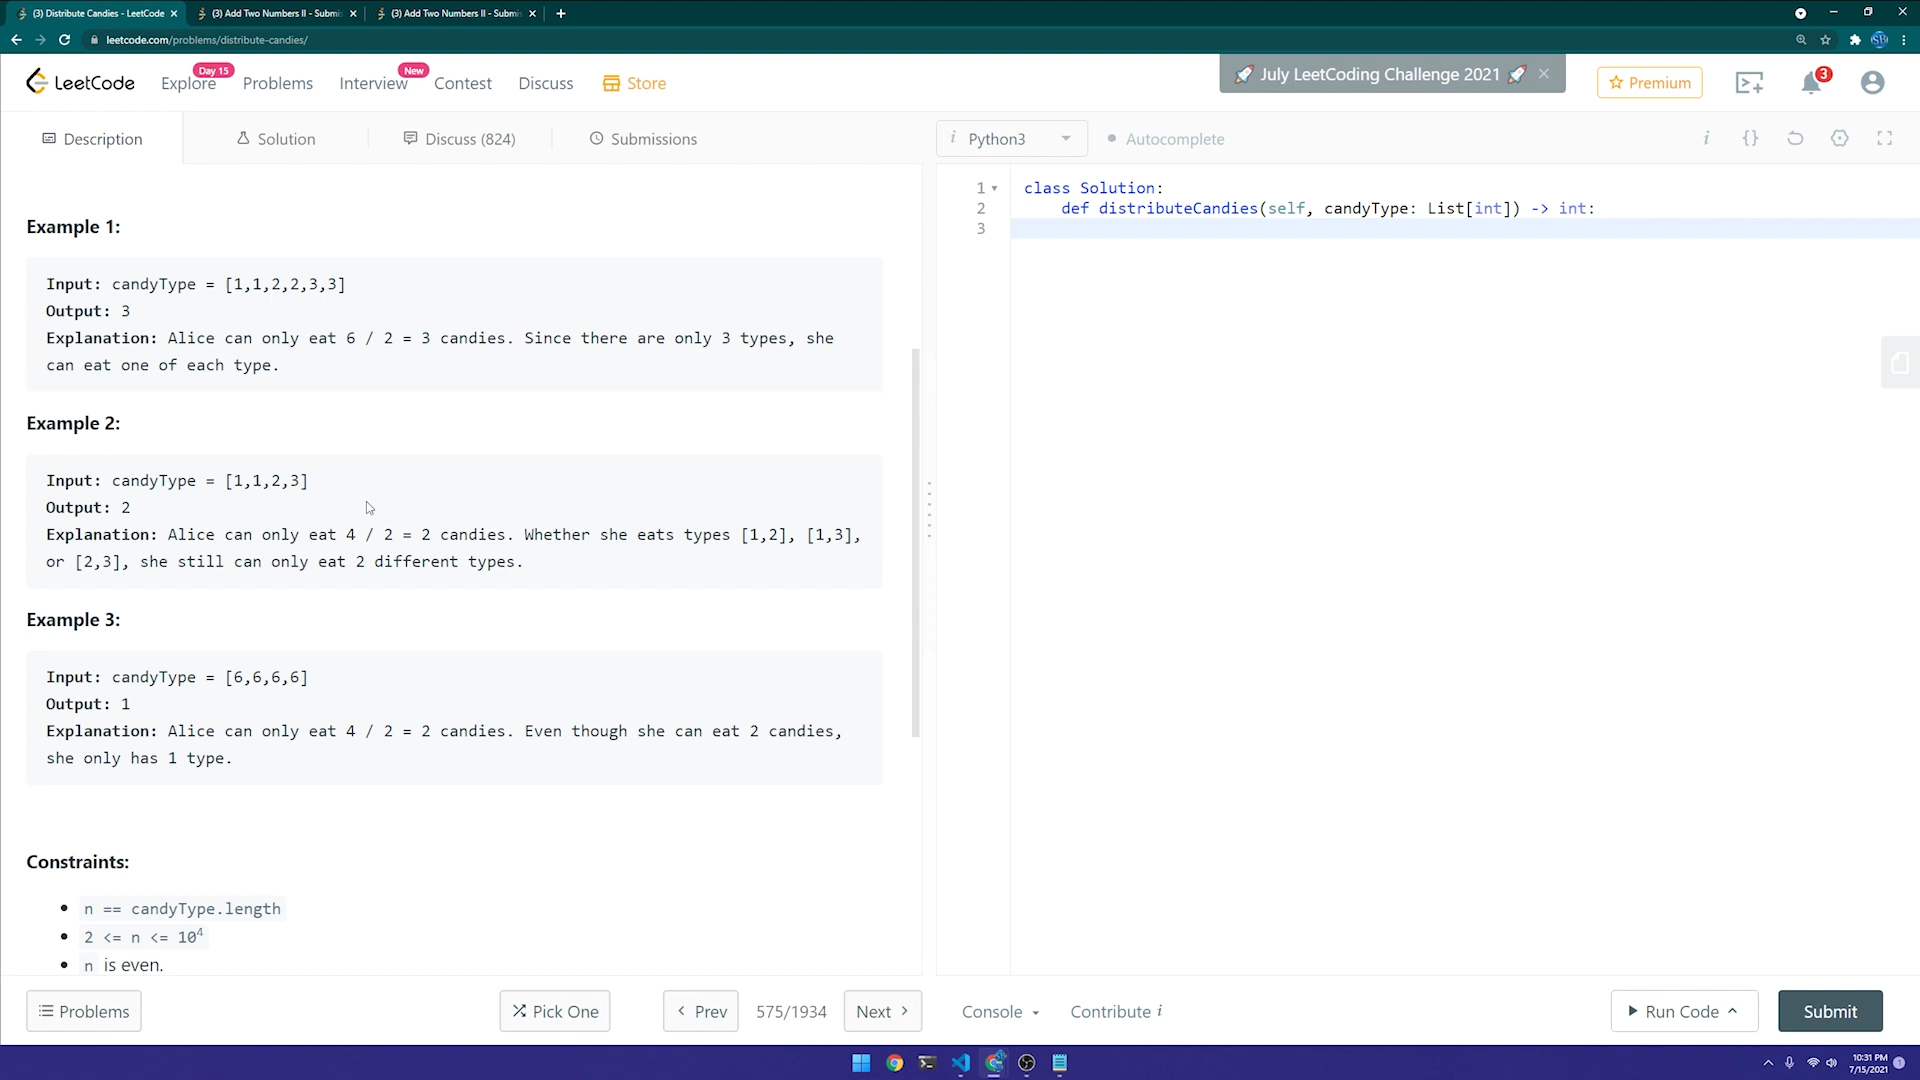 (3) Distribute Candies - LeetCode
(3) Add Two Numbers II - Submis
(3) Add Two Numbers II - Submis
leetcode.com/problems/distribute-candies/
LeetCode
Explore
Day 15
Problems
Interview
New
Contest
Discuss
Store
July LeetCoding Challenge 2021
Premium
3
Description
Solution
Discuss (824)
Submissions
i Python3
Autocomplete
Example 1:
Input: candyType = [1,1,2,2,3,3]
Output: 3
Explanation: Alice can only eat 6 / 2 = 3 candies. Since there are only 3 types, she
can eat one of each type.
Example 2:
Input: candyType = [1,1,2,3]
Output: 2
Explanation: Alice can only eat 4 / 2 = 2 candies. Whether she eats types [1,2], [1,3],
or [2,3], she still can only eat 2 different types.
Example 3:
Input: candyType = [6,6,6,6]
Output: 1
Explanation: Alice can only eat 4 / 2 = 2 candies. Even though she can eat 2 candies,
she only has 1 type.
Constraints:
n == candyType.length
2 <= n <= 10⁴
n is even.
1 class Solution:
2 def distributeCandies(self, candyType: List[int]) -> int:
3
Problems
Pick One
Prev
575/1934
Next
Console
Contribute i
Run Code
Submit
10:31 PM
7/15/2021